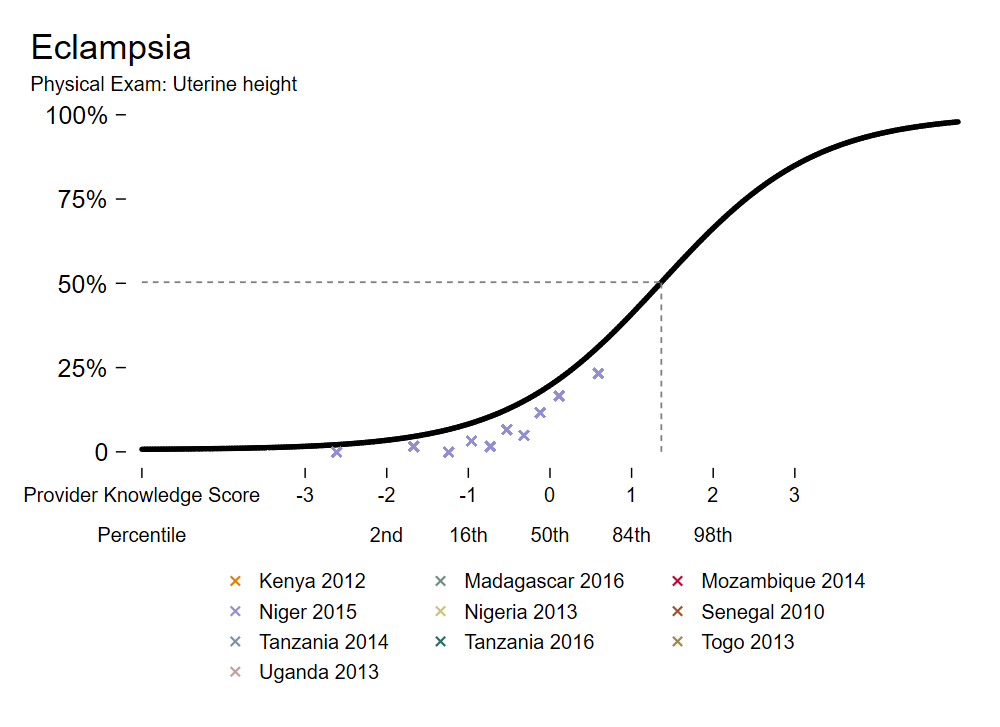 Eclampsia
Physical Exam: Uterine height
100%
75%
50%
25%
0
Provider Knowledge Score -3 -2 -1 0 1 2 3
Percentile 2nd 16th 50th 84th 98th
Kenya 2012 Madagascar 2016 Mozambique 2014
Niger 2015 Nigeria 2013 Senegal 2010
Tanzania 2014 Tanzania 2016 Togo 2013
Uganda 2013